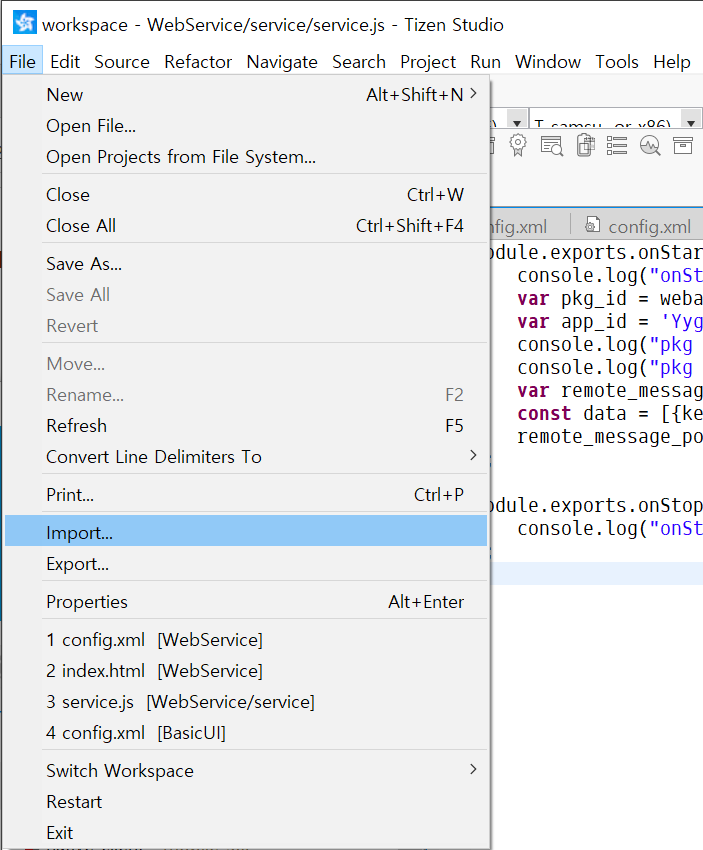 workspace - WebService/service/service.js - Tizen Studio
File Edit Source Refactor Navigate Search Project Run Window Tools Help
New Alt+Shift+N >
Open File...
Open Projects from File System...
Close Ctrl+W
Close All Ctrl+Shift+F4
Save As...
Save All
Revert
Move...
Rename... F2
Refresh F5
Convert Line Delimiters To >
Print... Ctrl+P
Import...
Export...
Properties Alt+Enter
1 config.xml [WebService]
2 index.html [WebService]
3 service.js [WebService/service]
4 config.xml [BasicUI]
Switch Workspace >
Restart
Exit
nfig.xml config.xml
odule.exports.onStar
console.log("onSt
var pkg_id = weba
var app_id = 'Yyg
console.log("pkg
console.log("pkg
var remote_messag
const data = [{ke
remote_message_po
;
odule.exports.onStop
console.log("onSt
;